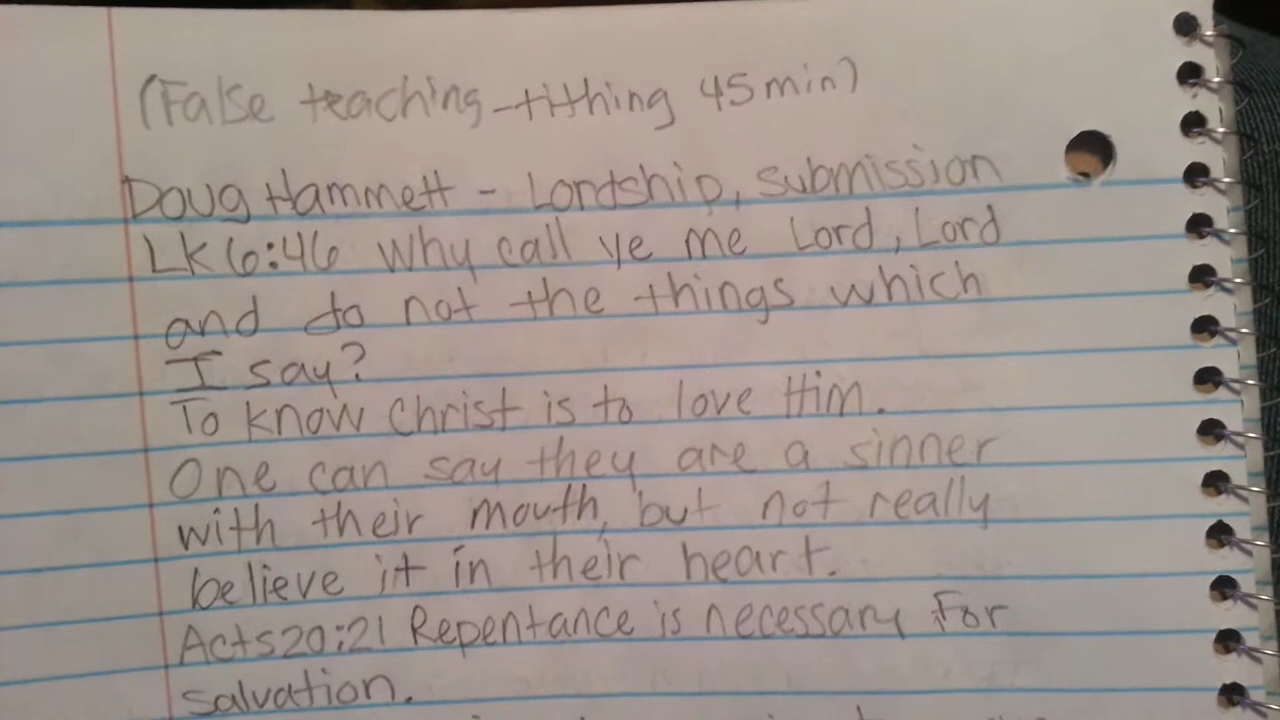 (False teaching-tithing 45min)
Doug Hammett - Lordship, submission
LK 6:46 Why call ye me Lord, Lord
and do not the things which
I say?
To know Christ is to love Him.
One can say they are a sinner
with their mouth, but not really
believe it in their heart.
Acts 20:21 Repentance is necessary For
salvation.